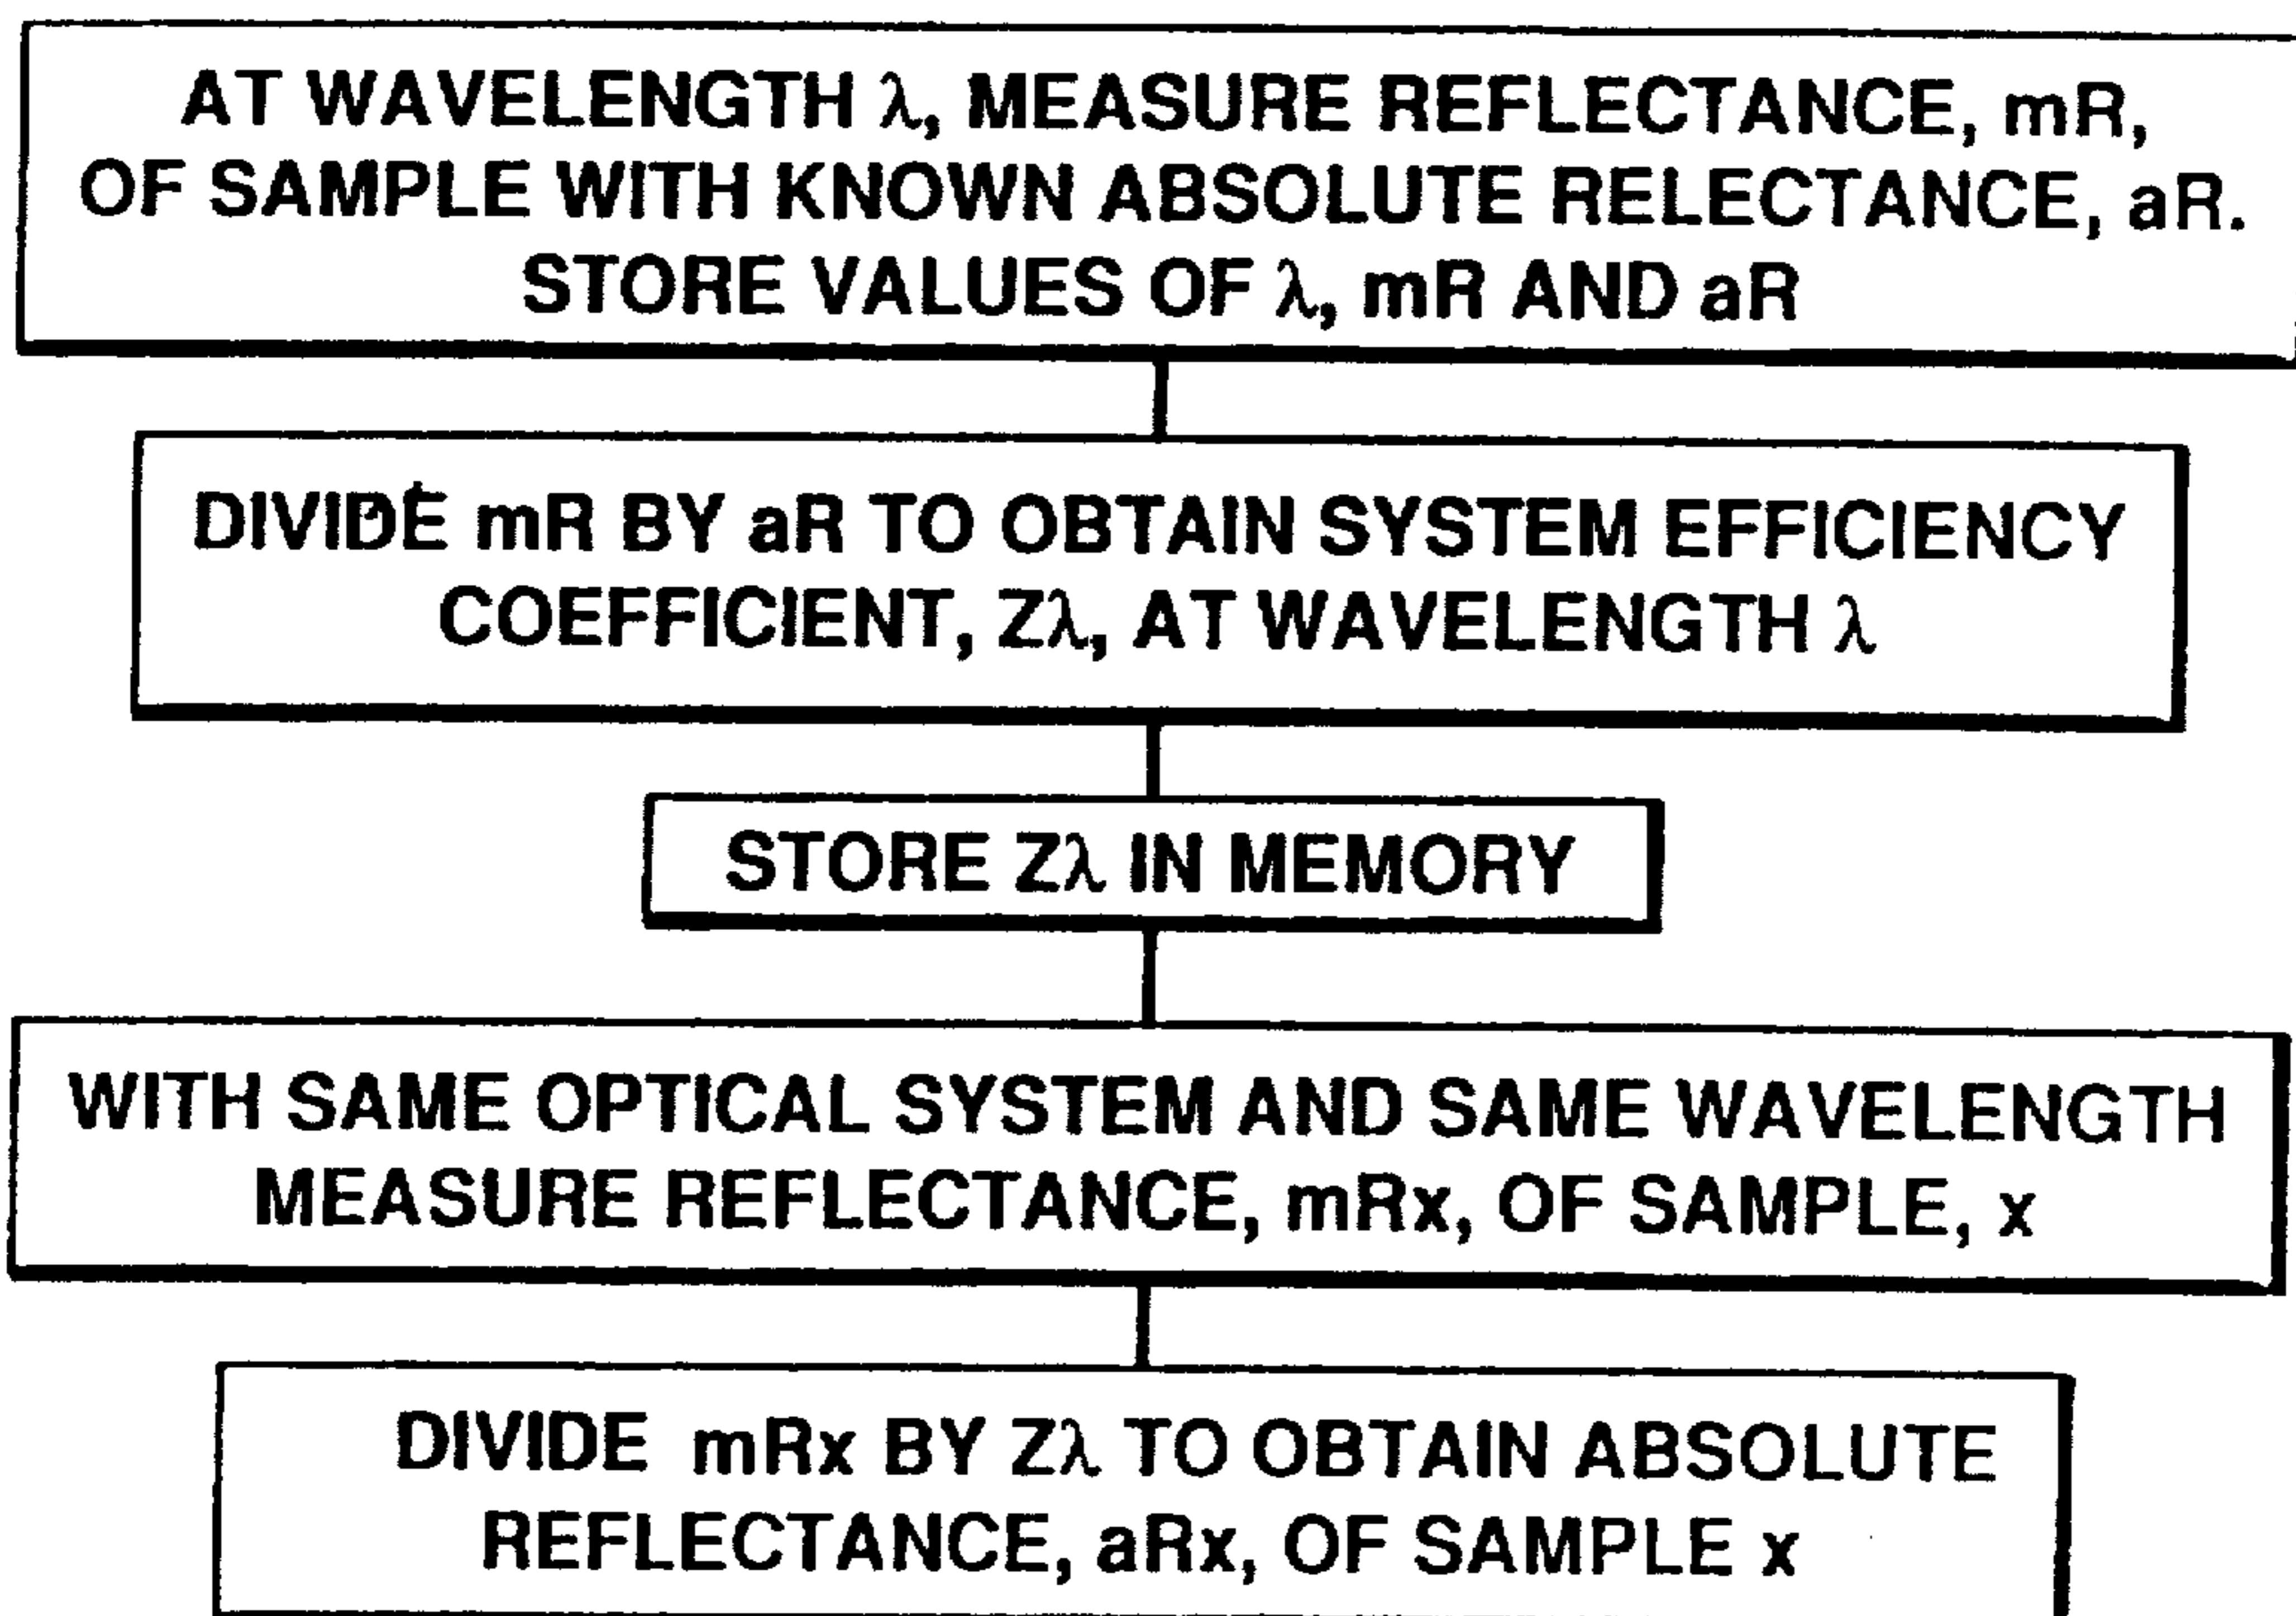 AT WAVELENGTH λ, MEASURE REFLECTANCE, mR,
OF SAMPLE WITH KNOWN ABSOLUTE RELECTANCE, aR.
STORE VALUES OF λ, mR AND aR
DIVIDE mR BY aR TO OBTAIN SYSTEM EFFICIENCY
COEFFICIENT, Zλ, AT WAVELENGTH λ
STORE Zλ IN MEMORY
WITH SAME OPTICAL SYSTEM AND SAME WAVELENGTH
MEASURE REFLECTANCE, mRx, OF SAMPLE, x
DIVIDE mRx BY Zλ TO OBTAIN ABSOLUTE
REFLECTANCE, aRx, OF SAMPLE x